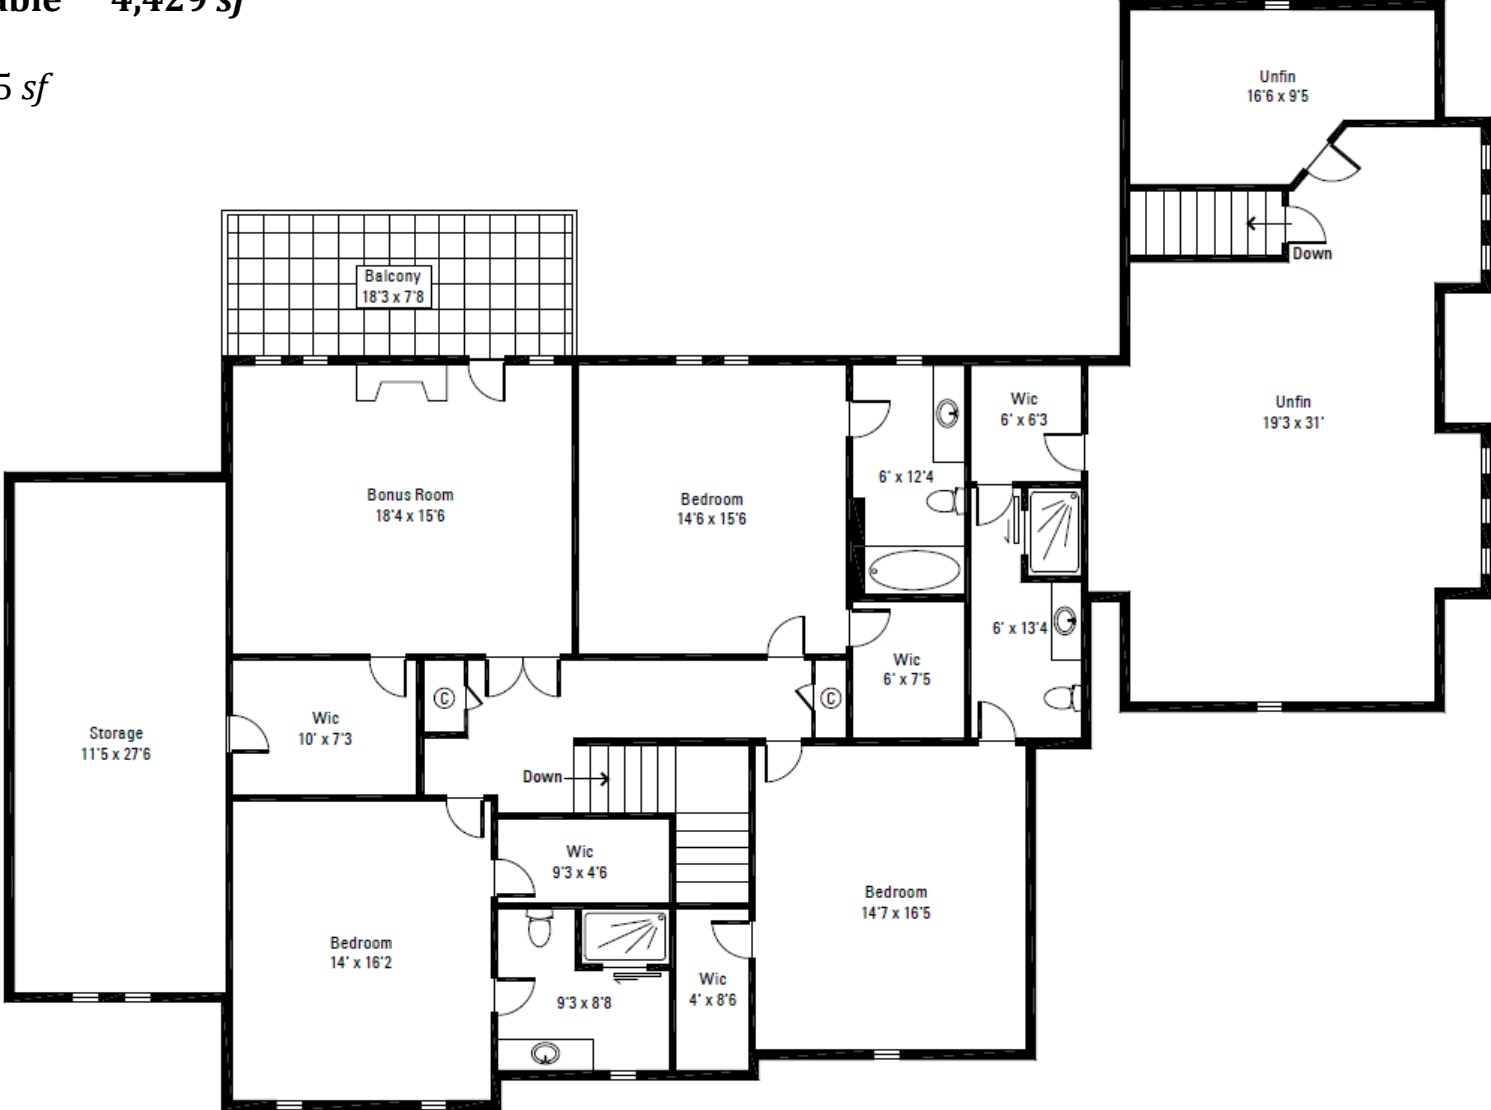 4,429 sf
5 sf
Unfin
16'6 x 9'5
Down
Balcony
18'3 x 7'8
Wic
6' x 6'3
Unfin
19'3 x 31'
6' x 12'4
Bonus Room
18'4 x 15'6
Bedroom
14'6 x 15'6
6' x 13'4
Wic
6' x 7'5
C
C
Wic
10' x 7'3
Storage
11'5 x 27'6
Down
Wic
9'3 x 4'6
Bedroom
14'7 x 16'5
Bedroom
14' x 16'2
Wic
4' x 8'6
9'3 x 8'8